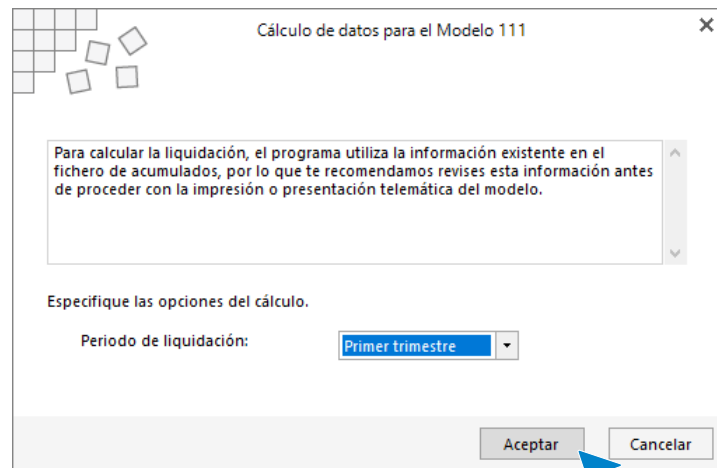 Cálculo de datos para el Modelo 111
Para calcular la liquidación, el programa utiliza la información existente en el
fichero de acumulados, por lo que te recomendamos revises esta información antes
de proceder con la impresión o presentación telemática del modelo.
Especifique las opciones del cálculo.
Periodo de liquidación: Primer trimestre
Aceptar Cancelar